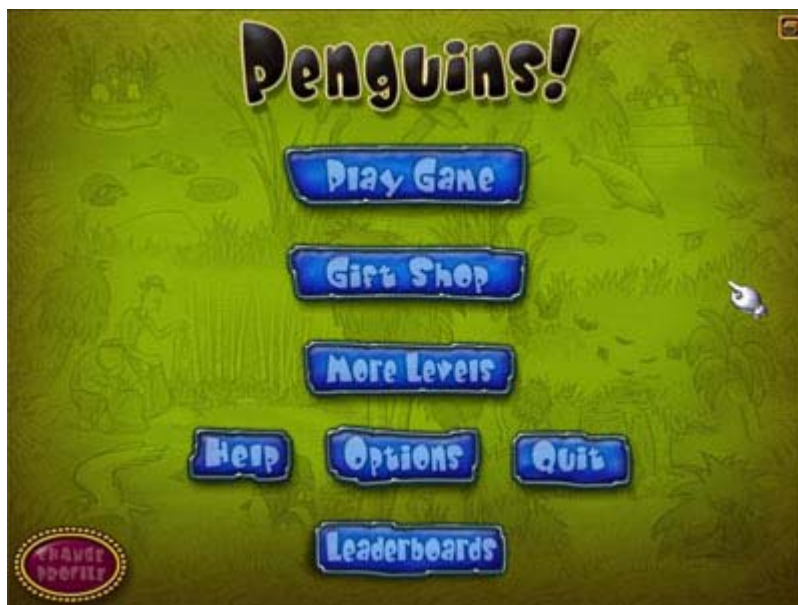 Penguins!
Play Game
Gift Shop
More Levels
Help
Options
Quit
Leaderboards
CHANGE
PROFILE